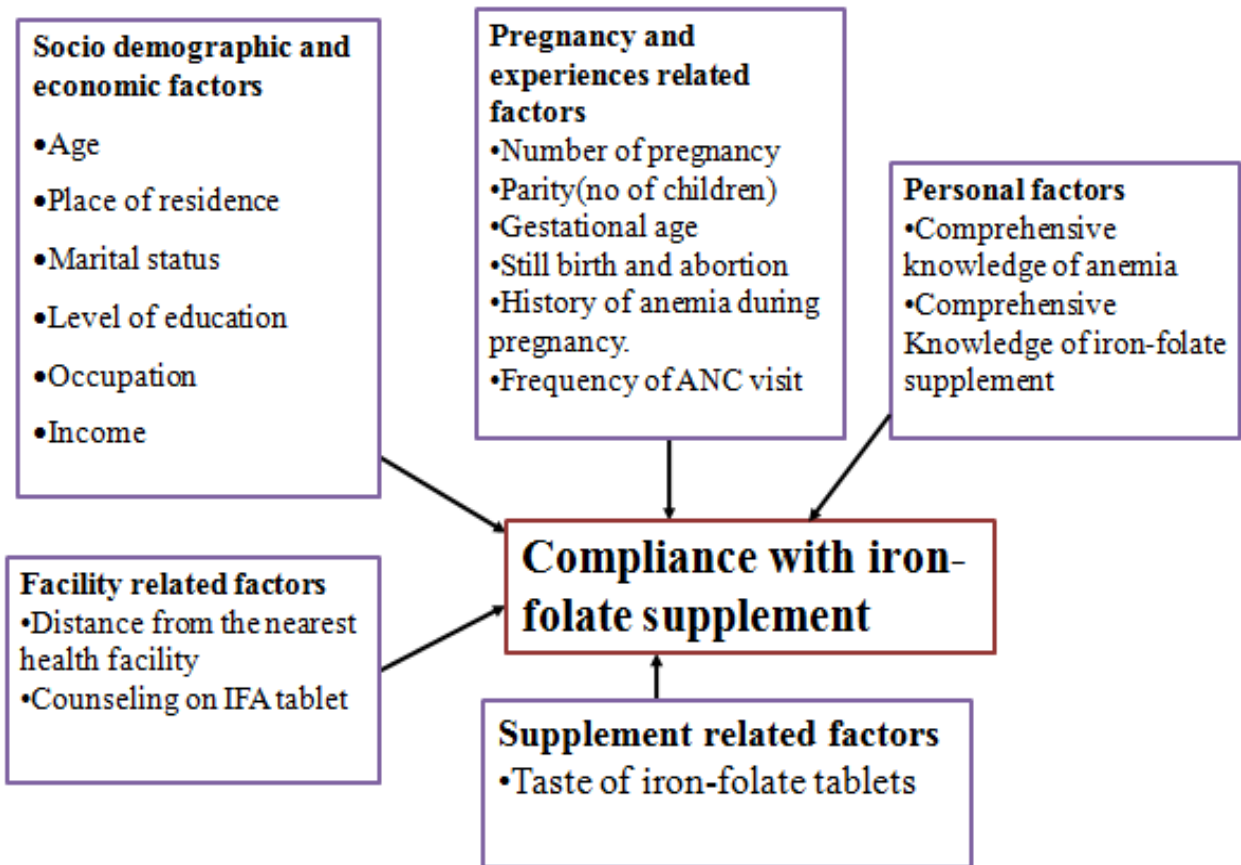 Socio demographic and
economic factors
•Age
•Place of residence
•Marital status
•Level of education
•Occupation
•Income
Pregnancy and
experiences related
factors
•Number of pregnancy
•Parity(no of children)
•Gestational age
•Still birth and abortion
•History of anemia during
pregnancy.
•Frequency of ANC visit
Personal factors
•Comprehensive
knowledge of anemia
•Comprehensive
Knowledge of iron-folate
supplement
Compliance with iron-
folate supplement
Facility related factors
•Distance from the nearest
health facility
•Counseling on IFA tablet
Supplement related factors
•Taste of iron-folate tablets